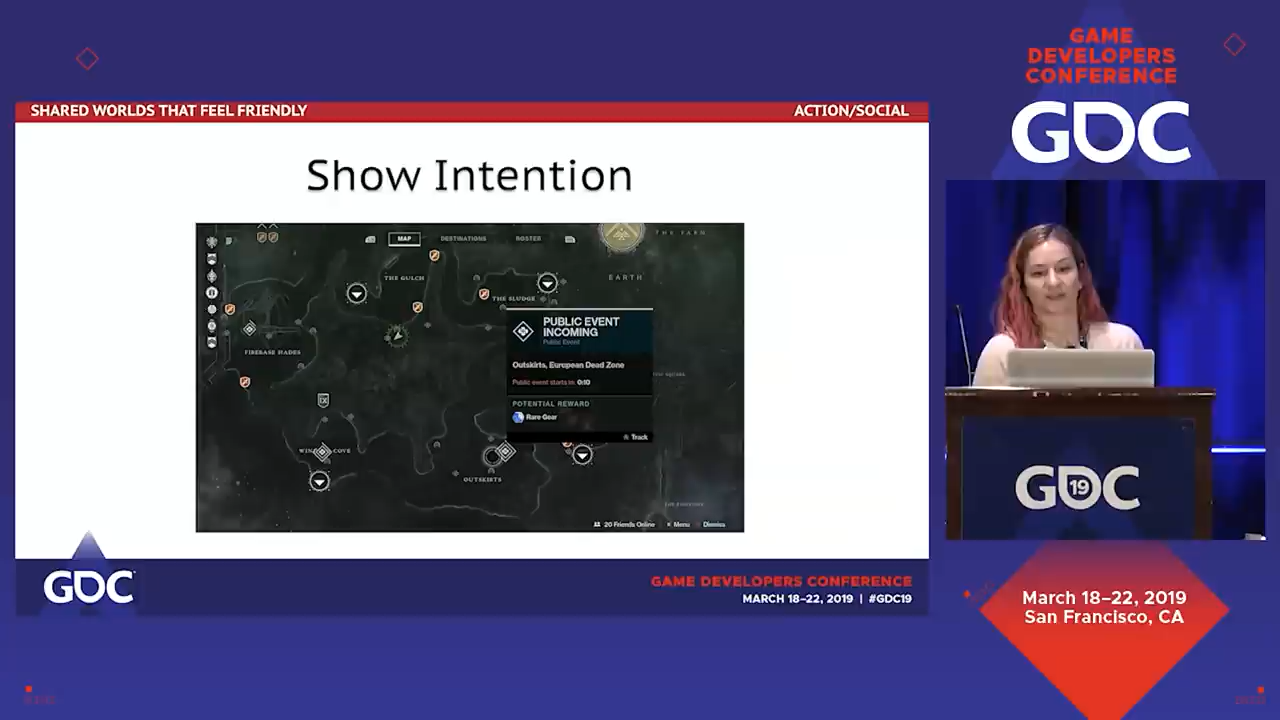 GAME
DEVELOPERS
CONFERENCE
GDC
SHARED WORLDS THAT FEEL FRIENDLY
ACTION/SOCIAL
Show Intention
MAP
DESTINATIONS
ROSTER
THE FARM
EARTH
THE GULCH
THE SLUDGE
FIREBASE HADES
PUBLIC EVENT
INCOMING
Public Event
Outskirts, European Dead Zone
Public event starts in: 0:10
POTENTIAL REWARD
Rare Gear
Track
COVE
OUTSKIRTS
20 Friends Online
Menu
Dismiss
GDC
GAME DEVELOPERS CONFERENCE
MARCH 18–22, 2019 | #GDC19
GDC
19
March 18–22, 2019
San Francisco, CA